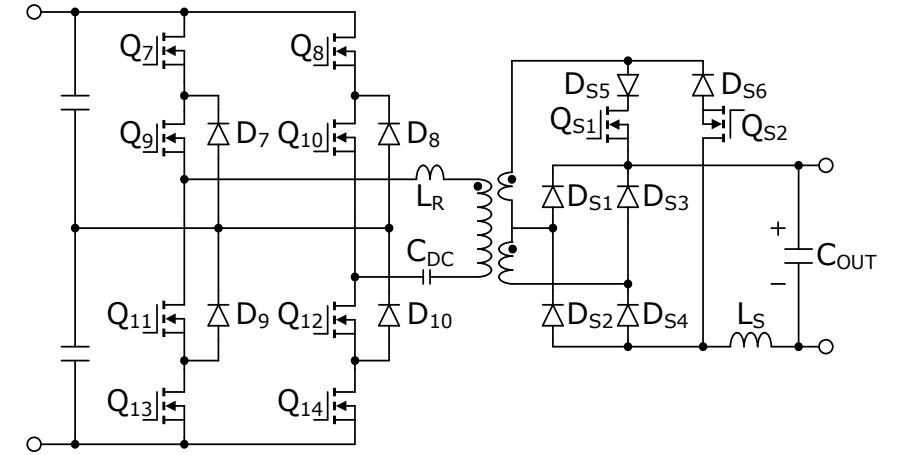 Q7
Q8
DS5
DS6
Q9
D7
Q10
D8
QS1
QS2
LR
DS1
DS3
CDC
+
COUT
−
Q11
D9
Q12
D10
DS2
DS4
LS
Q13
Q14